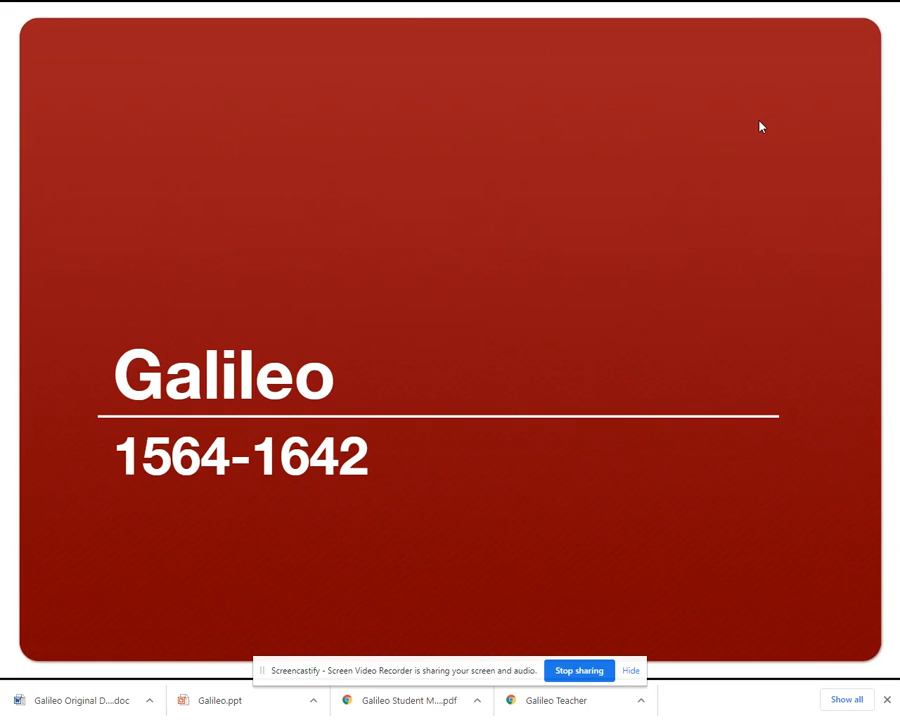 Galileo
1564-1642
Screencastify - Screen Video Recorder is sharing your screen and audio. Stop sharing Hide
Galileo Original D....doc Galileo.ppt Galileo Student M....pdf Galileo Teacher Show all